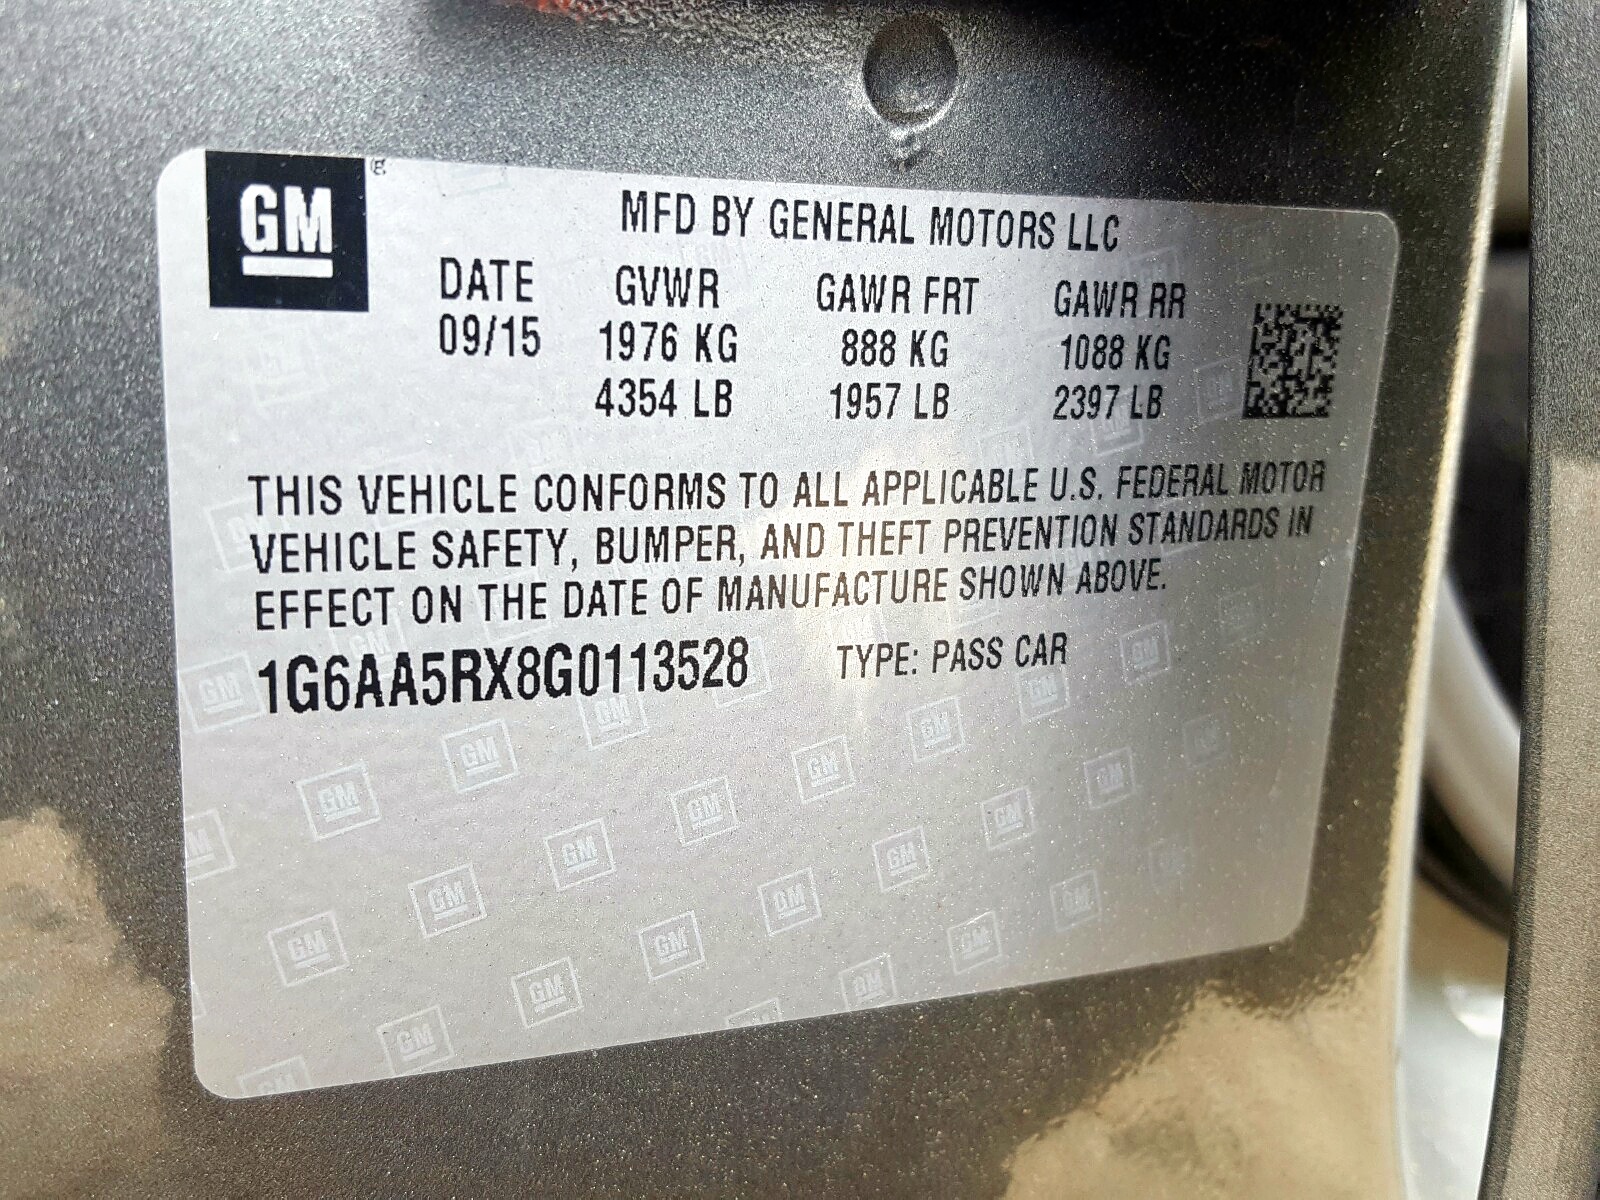 GM
MFD BY GENERAL MOTORS LLC
DATE GVWR GAWR FRT GAWR RR
09/15 1976 KG 888 KG 1088 KG
4354 LB 1957 LB 2397 LB
THIS VEHICLE CONFORMS TO ALL APPLICABLE U.S. FEDERAL MOTOR
VEHICLE SAFETY, BUMPER, AND THEFT PREVENTION STANDARDS IN
EFFECT ON THE DATE OF MANUFACTURE SHOWN ABOVE.
1G6AA5RX8G0113528 TYPE: PASS CAR